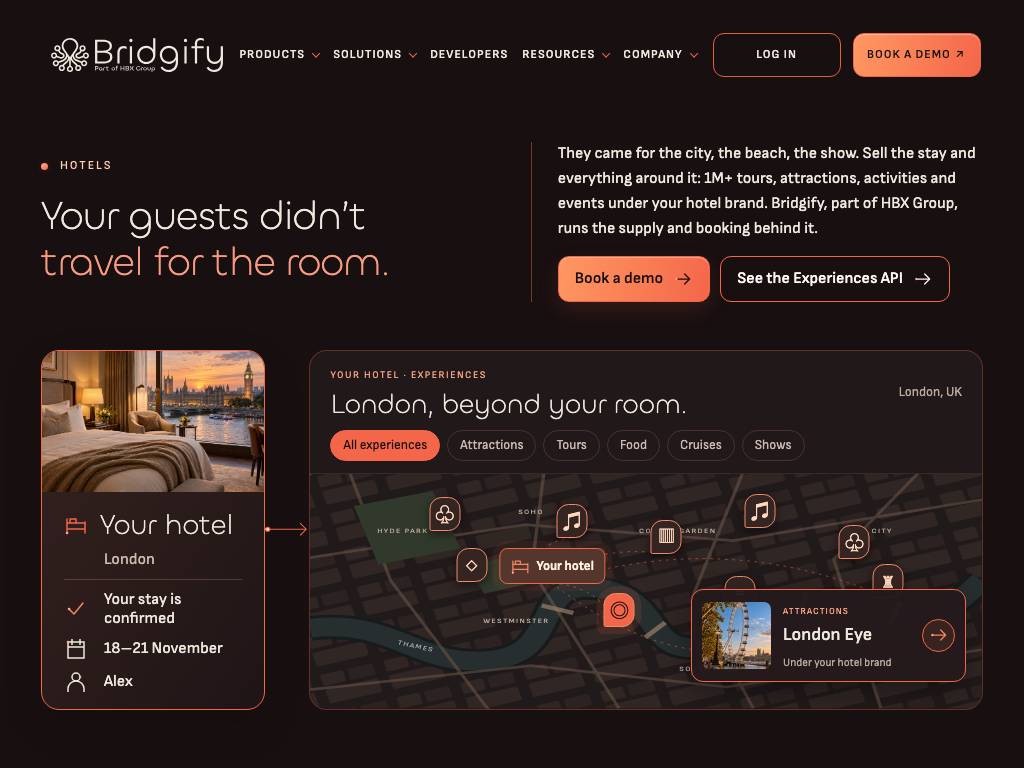 Bridgify
Part of HBX Group
PRODUCTS
SOLUTIONS
DEVELOPERS
RESOURCES
COMPANY
LOG IN
BOOK A DEMO
HOTELS
Your guests didn't
travel for the room.
They came for the city, the beach, the show. Sell the stay and
everything around it: 1M+ tours, attractions, activities and
events under your hotel brand. Bridgify, part of HBX Group,
runs the supply and booking behind it.
Book a demo
See the Experiences API
Your hotel
London
Your stay is
confirmed
18–21 November
Alex
YOUR HOTEL · EXPERIENCES
London, beyond your room.
London, UK
All experiences
Attractions
Tours
Food
Cruises
Shows
HYDE PARK
SOHO
GARDEN
CITY
Your hotel
WESTMINSTER
THAMES
ATTRACTIONS
London Eye
Under your hotel brand